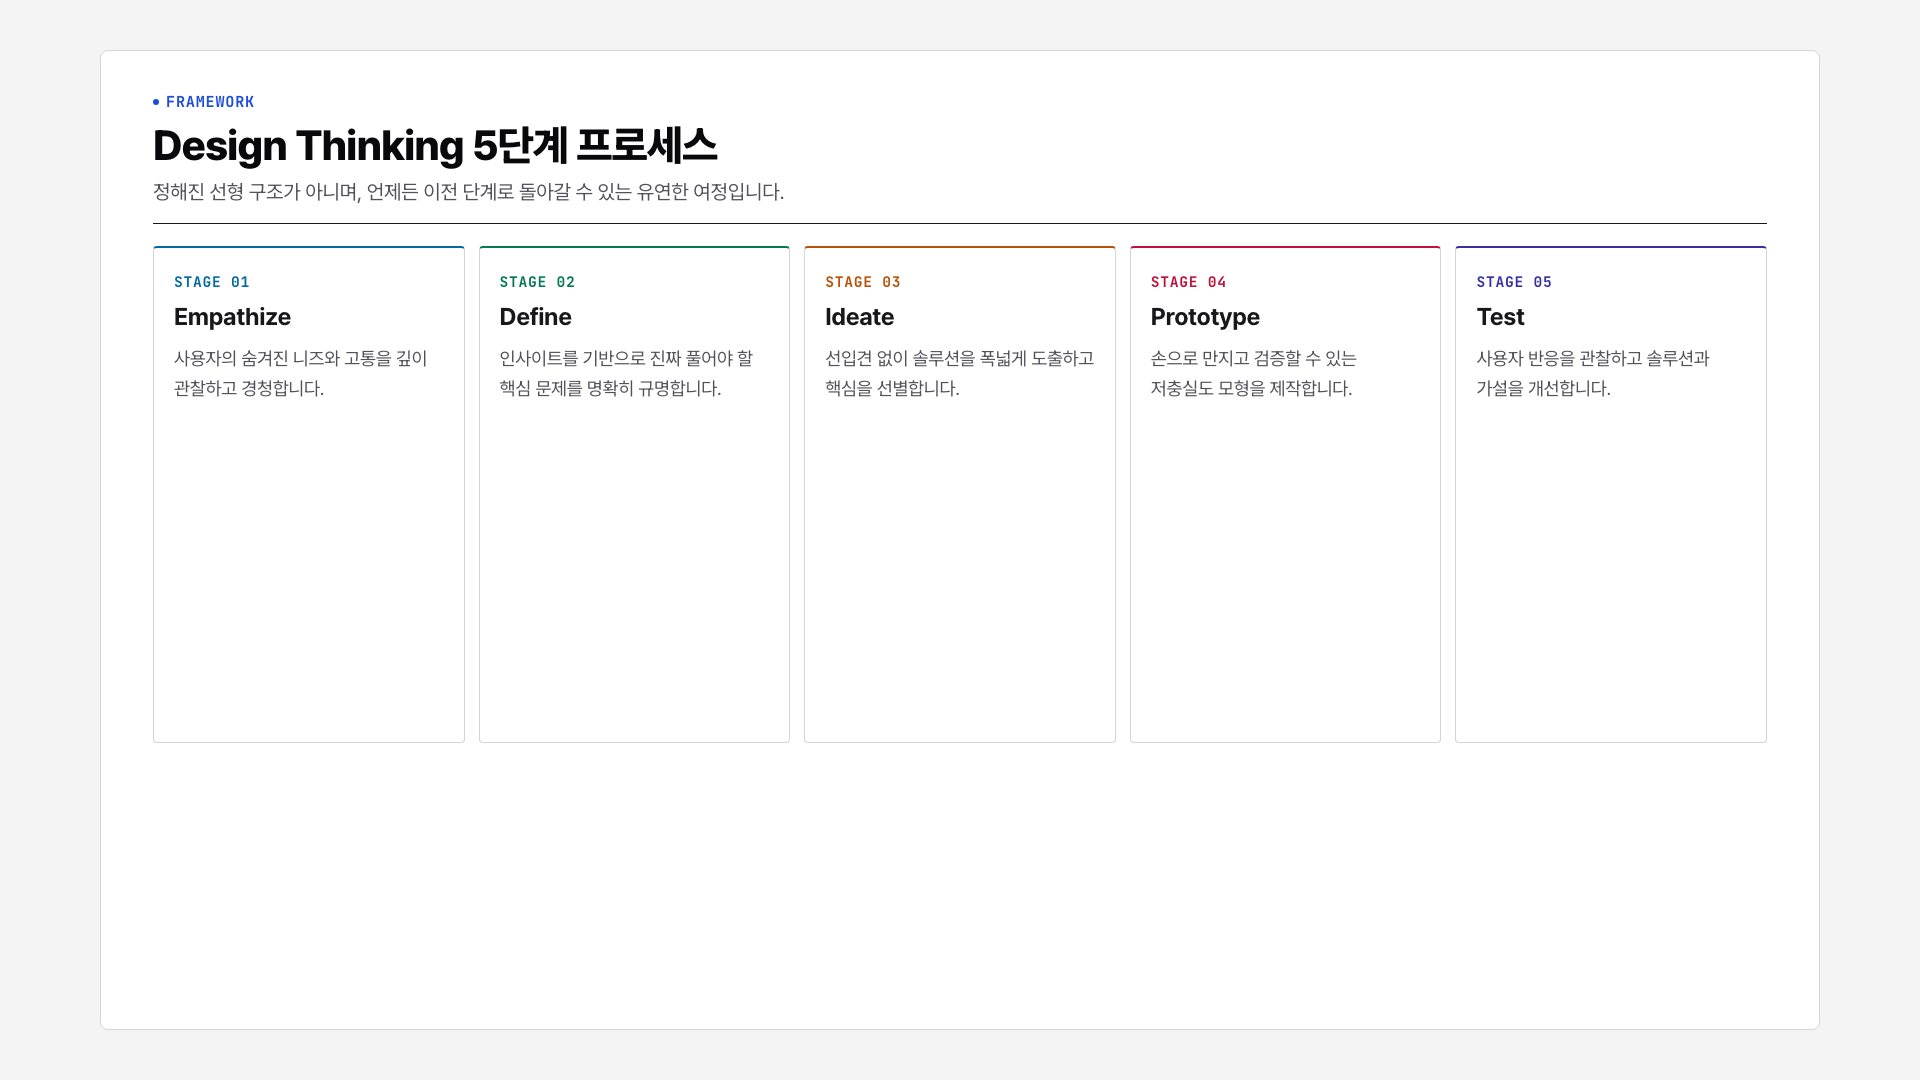 FRAMEWORK
Design Thinking 5단계 프로세스
정해진 선형 구조가 아니며, 언제든 이전 단계로 돌아갈 수 있는 유연한 여정입니다.
STAGE 01
Empathize
사용자의 숨겨진 니즈와 고통을 깊이
관찰하고 경청합니다.
STAGE 02
Define
인사이트를 기반으로 진짜 풀어야 할
핵심 문제를 명확히 규명합니다.
STAGE 03
Ideate
선입견 없이 솔루션을 폭넓게 도출하고
핵심을 선별합니다.
STAGE 04
Prototype
손으로 만지고 검증할 수 있는
저충실도 모형을 제작합니다.
STAGE 05
Test
사용자 반응을 관찰하고 솔루션과
가설을 개선합니다.